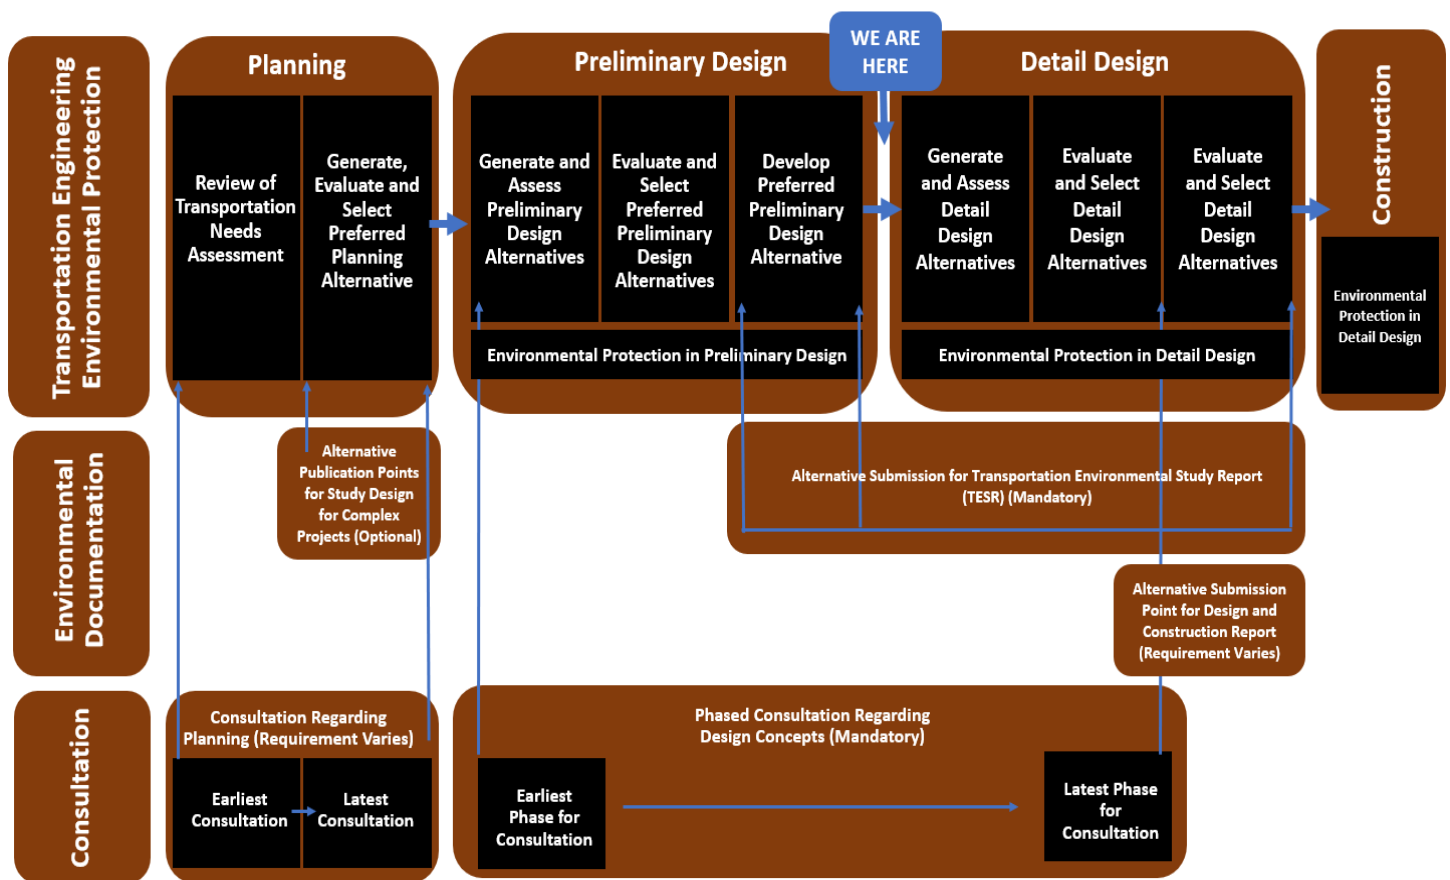 Transportation Engineering
Environmental Protection
Planning
Review of
Transportation
Needs
Assessment
Generate,
Evaluate and
Select
Preferred
Planning
Alternative
Preliminary Design
Generate and
Assess
Preliminary
Design
Alternatives
Evaluate and
Select
Preferred
Preliminary
Design
Alternatives
Develop
Preferred
Preliminary
Design
Alternative
Environmental Protection in Preliminary Design
WE ARE
HERE
Detail Design
Generate
and Assess
Detail
Design
Alternatives
Evaluate
and Select
Detail
Design
Alternatives
Evaluate
and Select
Detail
Design
Alternatives
Environmental Protection in Detail Design
Construction
Environmental
Protection in
Detail Design
Environmental
Documentation
Alternative
Publication Points
for Study Design
for Complex
Projects (Optional)
Alternative Submission for Transportation Environmental Study Report
(TESR) (Mandatory)
Alternative Submission
Point for Design and
Construction Report
(Requirement Varies)
Consultation
Consultation Regarding
Planning (Requirement Varies)
Earliest
Consultation
Latest
Consultation
Phased Consultation Regarding
Design Concepts (Mandatory)
Earliest
Phase for
Consultation
Latest Phase
for
Consultation